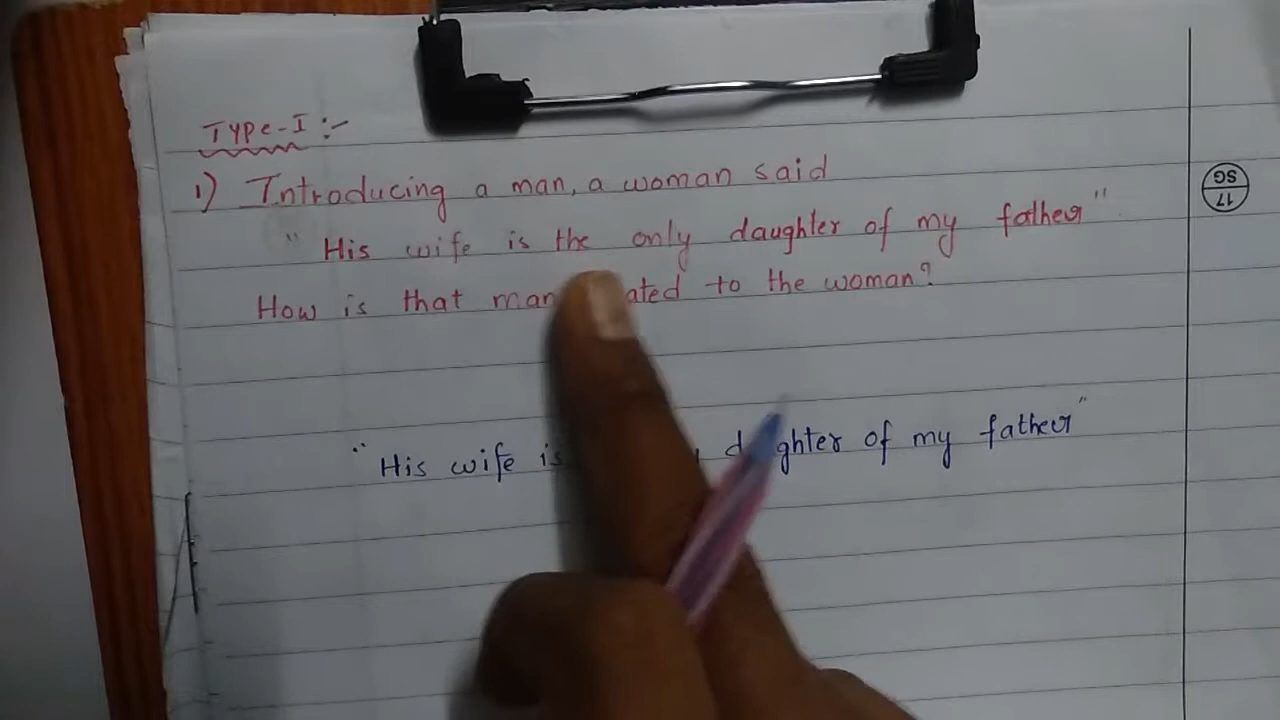 Type-I :-
1) Introducing a man, a woman said
" His wife is the only daughter of my father"
How is that man ated to the woman?
" His wife is daughter of my father"
17
SG